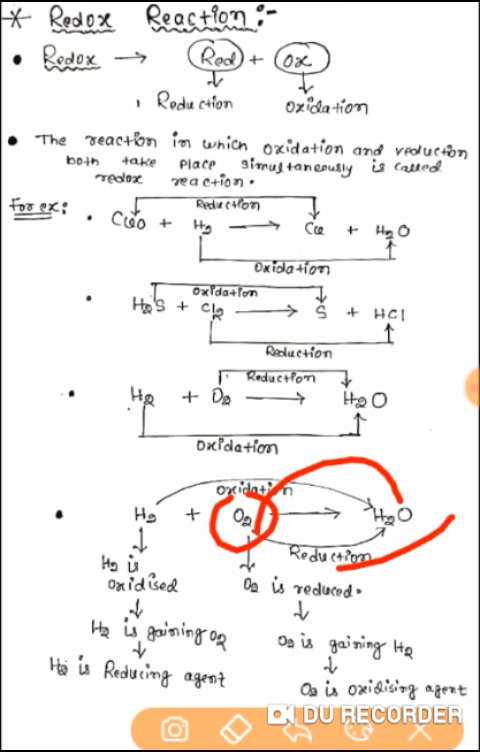 * Redox Reaction :-
• Redox → Red + Ox
Reduction Oxidation
• The reaction in which oxidation and reduction
both take place simultaneously is called
redox reaction.
For ex:
Reduction
• CuO + H2 → Cu + H2O
Oxidation
Oxidation
• H2S + Cl2 → S + HCl
Reduction
Reduction
• H2 + O2 → H2O
Oxidation
Oxidation
• H2 + O2 → H2O
Reduction
H2 is oxidised
O2 is reduced.
H2 is gaining O2
O2 is gaining H2
H2 is Reducing agent
O2 is oxidising agent
DU RECORDER